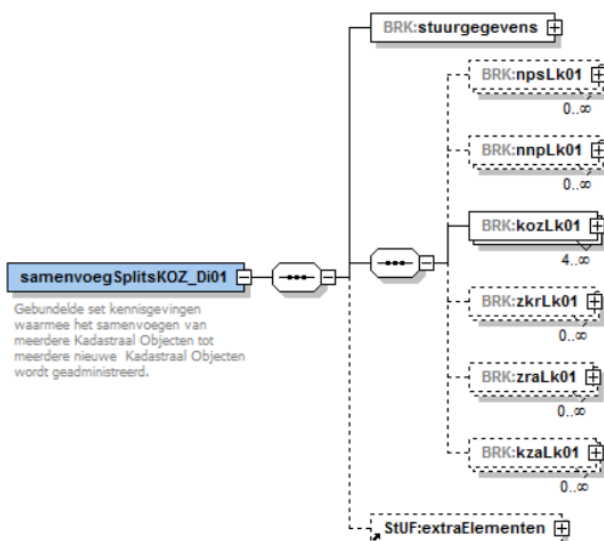 BRK:stuurgegevens
BRK:npsLk01
0..∞
BRK:nnpLk01
0..∞
BRK:kozLk01
4..∞
samenvoegSplitsKOZ_Di01
Gebundelde set kennisgevingen
waarmee het samenvoegen van
meerdere Kadastraal Objecten tot
meerdere nieuwe Kadastraal Objecten
wordt geadministreerd.
BRK:zkrLk01
0..∞
BRK:zraLk01
0..∞
BRK:kzaLk01
0..∞
StUF:extraElementen